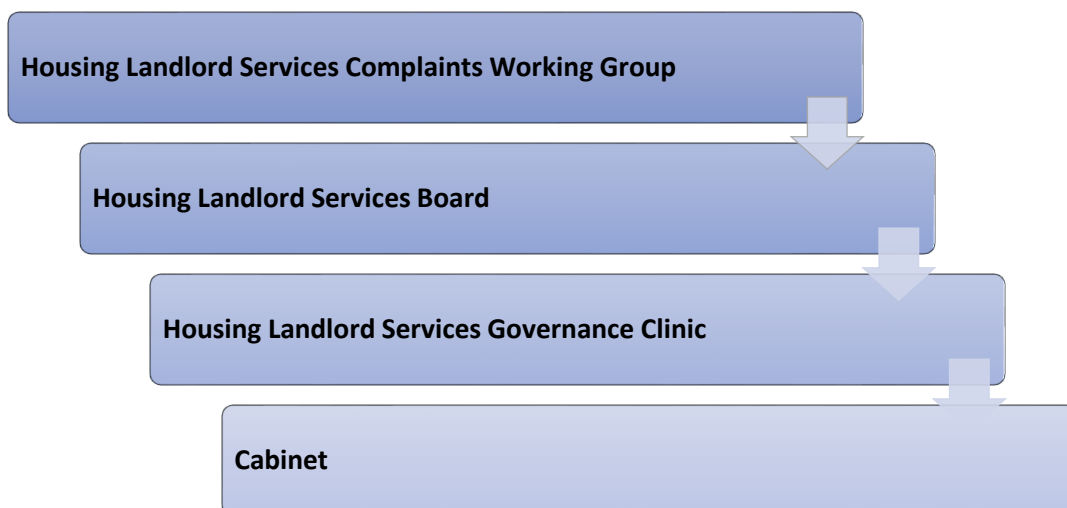 Housing Landlord Services Complaints Working Group
Housing Landlord Services Board
Housing Landlord Services Governance Clinic
Cabinet